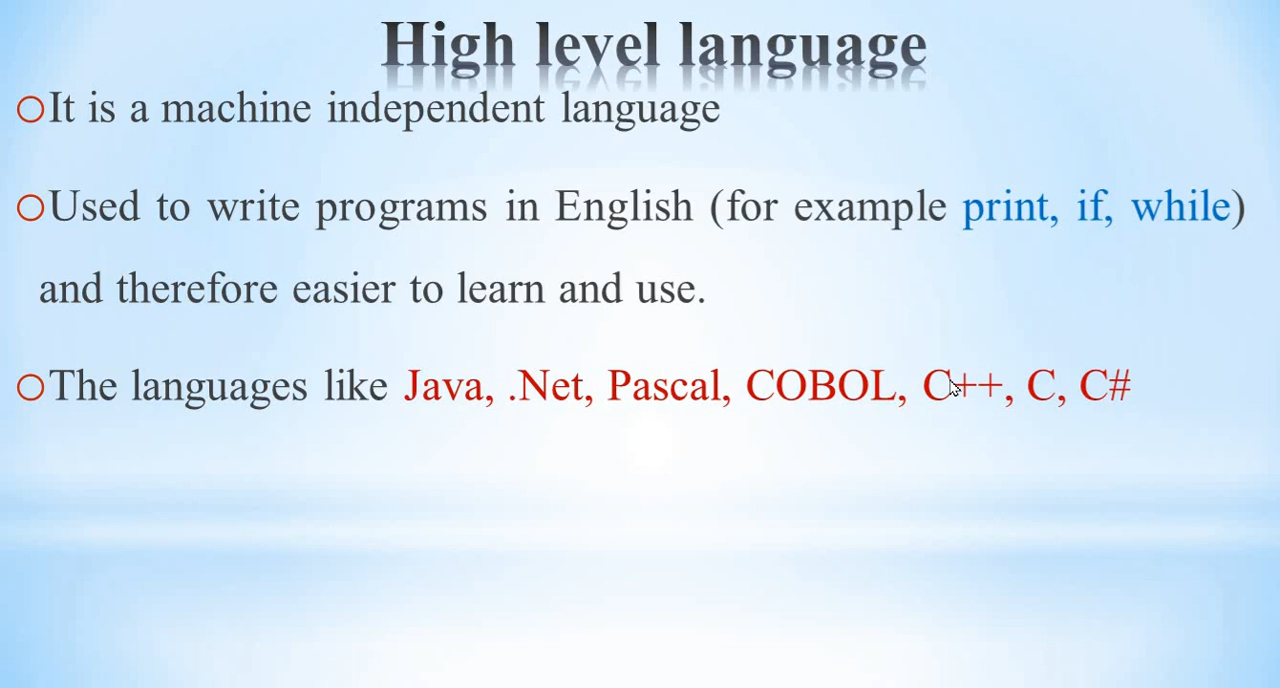 High level language
It is a machine independent language
Used to write programs in English (for example print, if, while)
and therefore easier to learn and use.
The languages like Java, .Net, Pascal, COBOL, C++, C, C#